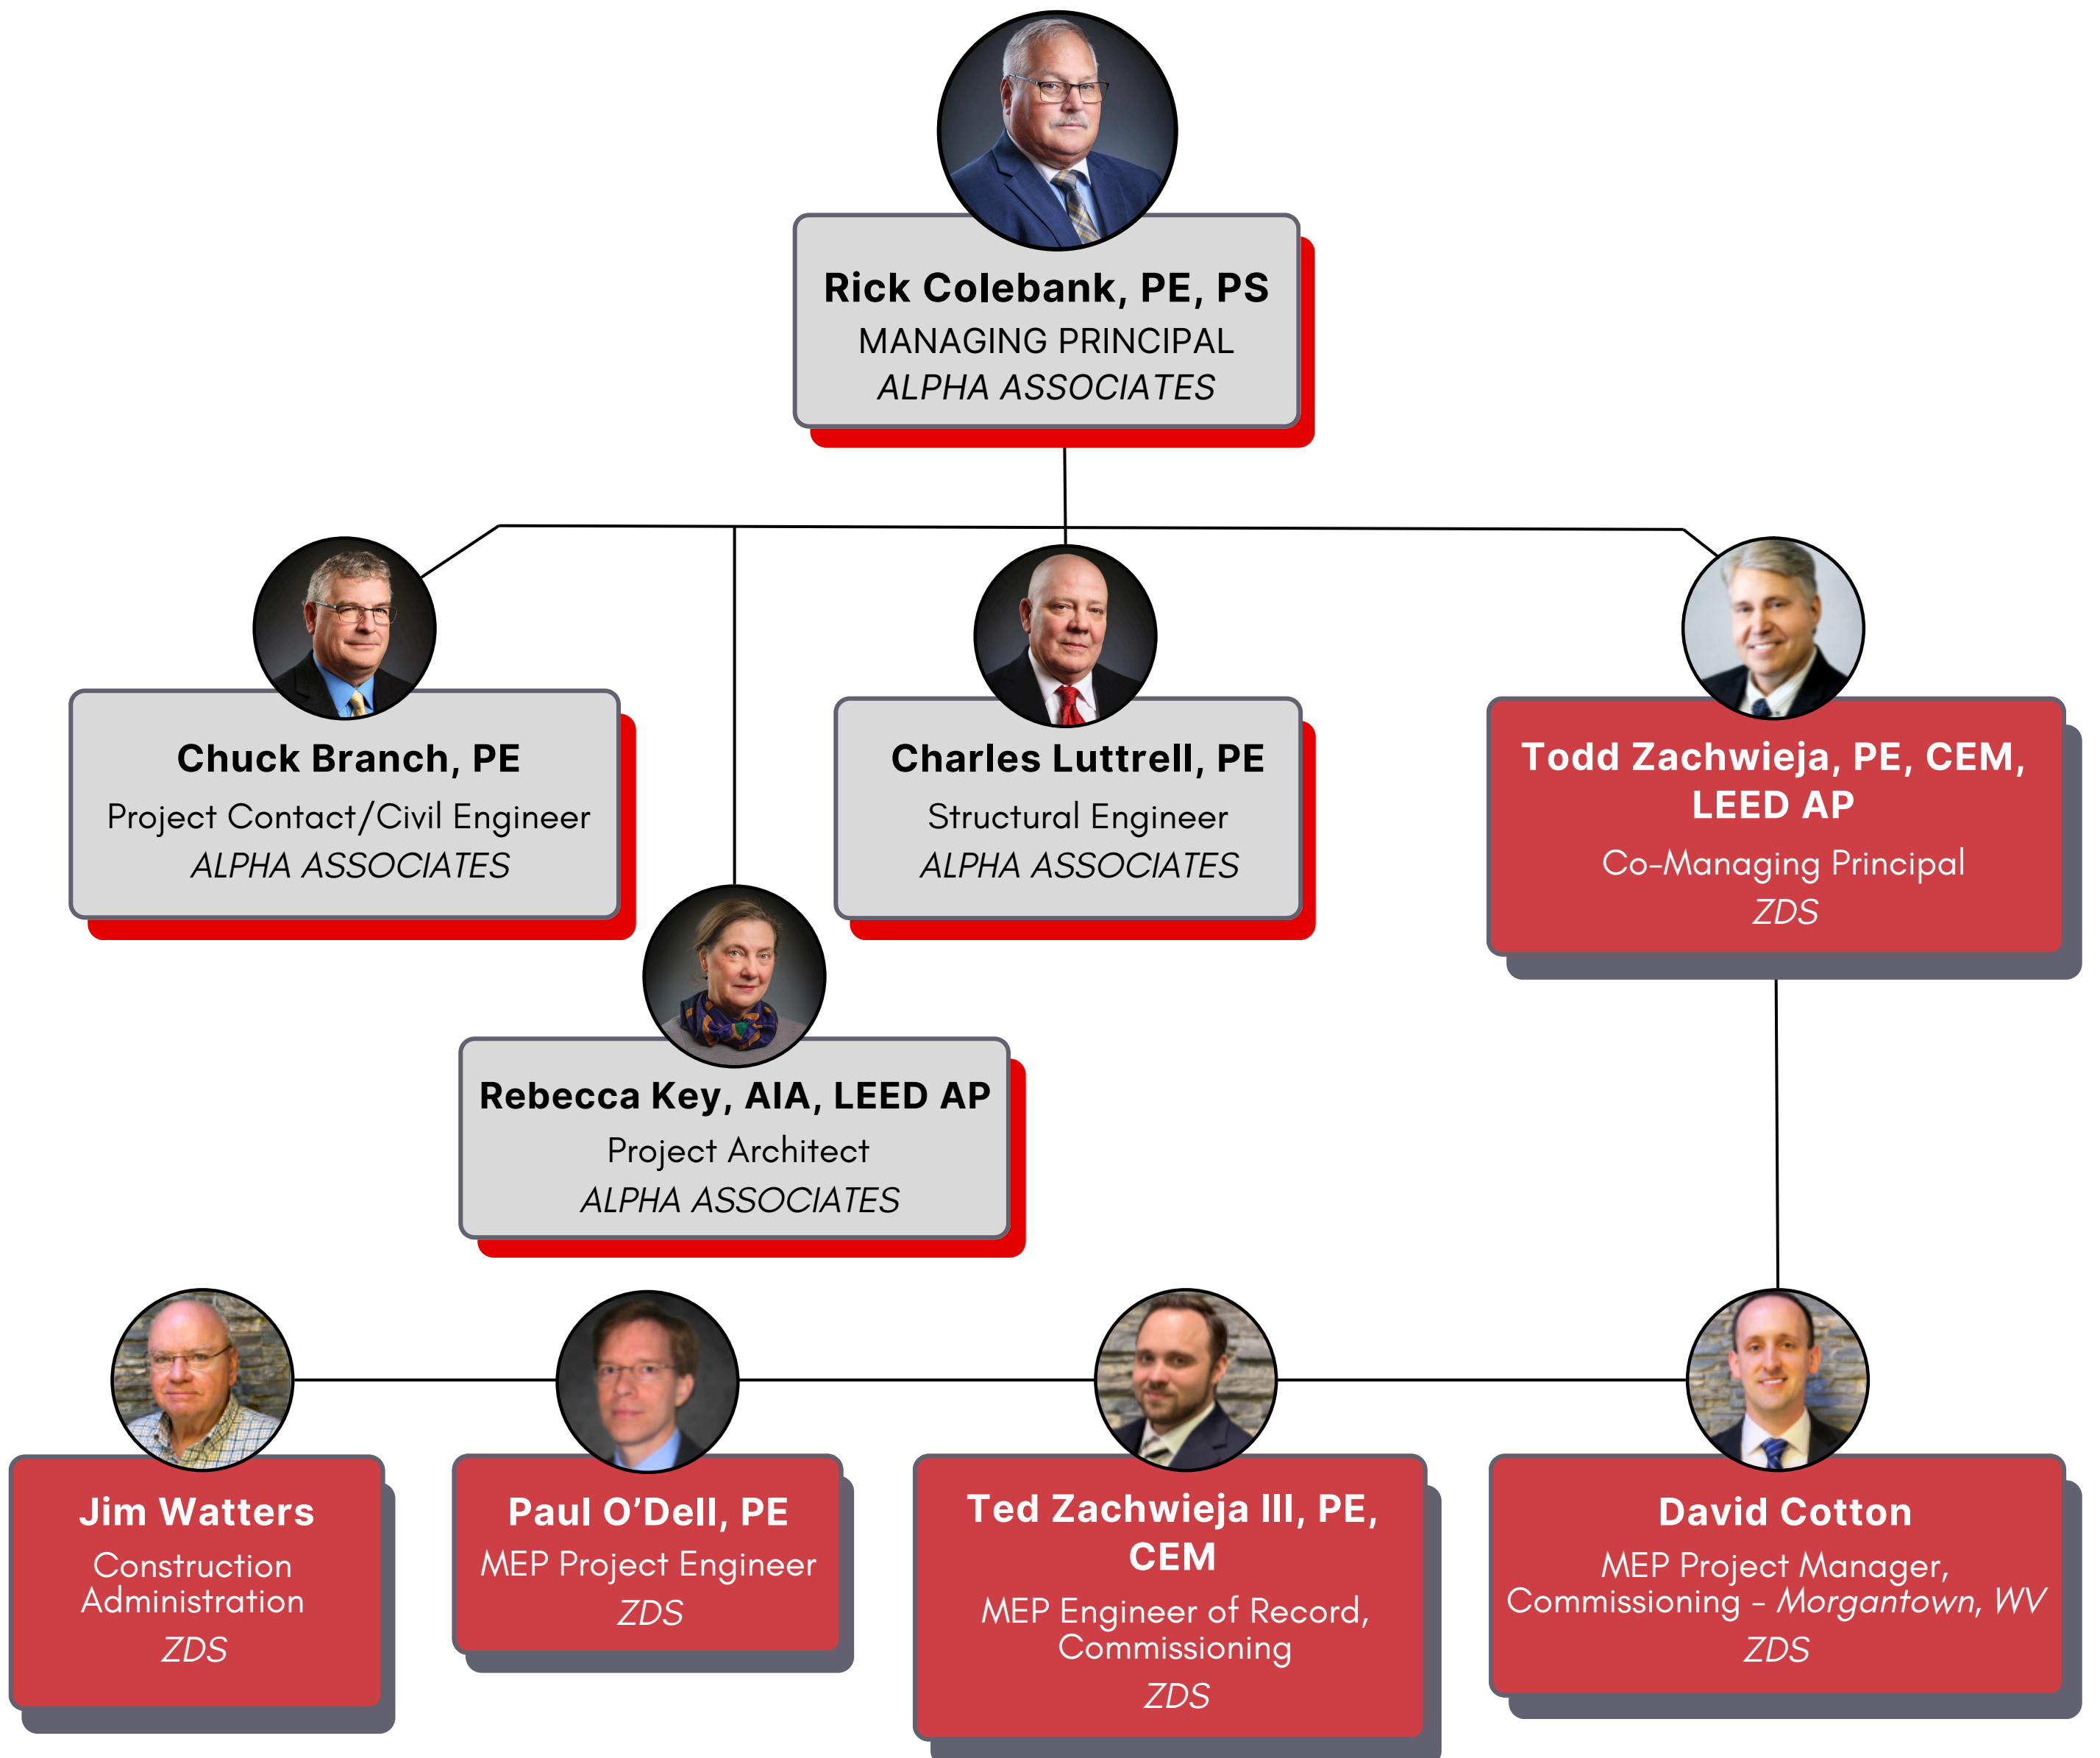 Rick Colebank, PE, PS
MANAGING PRINCIPAL
ALPHA ASSOCIATES
Chuck Branch, PE
Project Contact/Civil Engineer
ALPHA ASSOCIATES
Charles Luttrell, PE
Structural Engineer
ALPHA ASSOCIATES
Todd Zachwieja, PE, CEM,
LEED AP
Co-Managing Principal
ZDS
Rebecca Key, AIA, LEED AP
Project Architect
ALPHA ASSOCIATES
Jim Watters
Construction
Administration
ZDS
Paul O’Dell, PE
MEP Project Engineer
ZDS
Ted Zachwieja III, PE,
CEM
MEP Engineer of Record,
Commissioning
ZDS
David Cotton
MEP Project Manager,
Commissioning - Morgantown, WV
ZDS